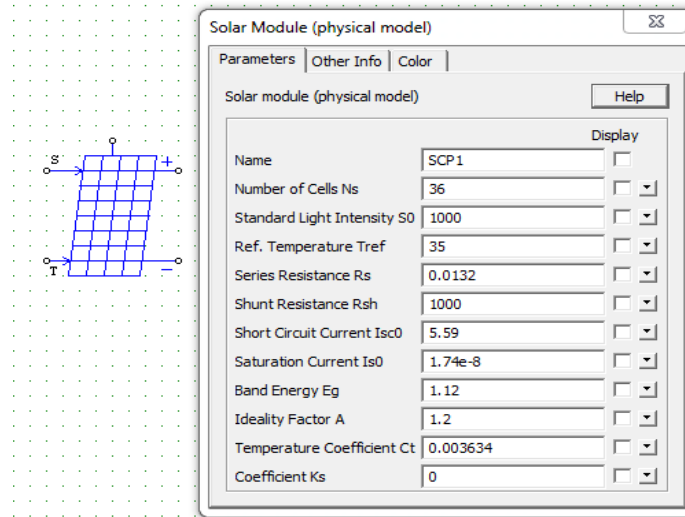 Solar Module (physical model)
Parameters Other Info Color
Solar module (physical model) Help
Display
Name SCP1
Number of Cells Ns 36
Standard Light Intensity S0 1000
Ref. Temperature Tref 35
Series Resistance Rs 0.0132
Shunt Resistance Rsh 1000
Short Circuit Current Isc0 5.59
Saturation Current Is0 1.74e-8
Band Energy Eg 1.12
Ideality Factor A 1.2
Temperature Coefficient Ct 0.003634
Coefficient Ks 0
S +
T −